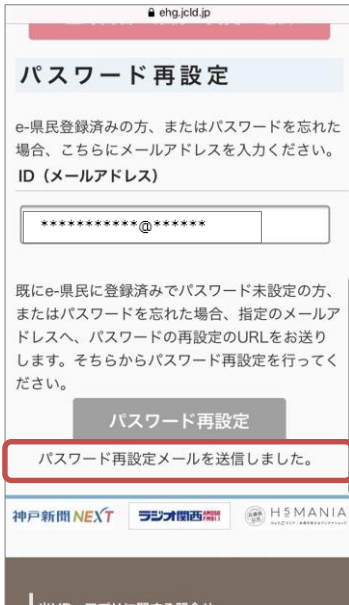 ehg.jcld.jp
パスワード再設定
e-県民登録済みの方、またはパスワードを忘れた
場合、こちらにメールアドレスを入力ください。
ID（メールアドレス）
***********@******
既にe-県民に登録済みでパスワード未設定の方、
またはパスワードを忘れた場合、指定のメールア
ドレスへ、パスワードの再設定のURLをお送り
します。そちらからパスワード再設定を行ってく
ださい。
パスワード再設定
パスワード再設定メールを送信しました。
神戸新聞NEXT ラジオ関西 AM558 FM91.1 兵庫県公式 HYOMANIA